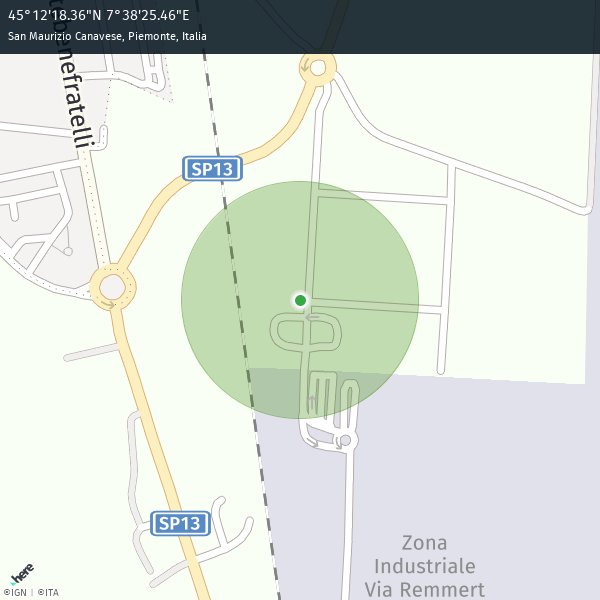 45°12'18.36"N 7°38'25.46"E
San Maurizio Canavese, Piemonte, Italia
SP13
SP13
Zona
Industriale
Via Remmert
here
©IGN | ©ITA